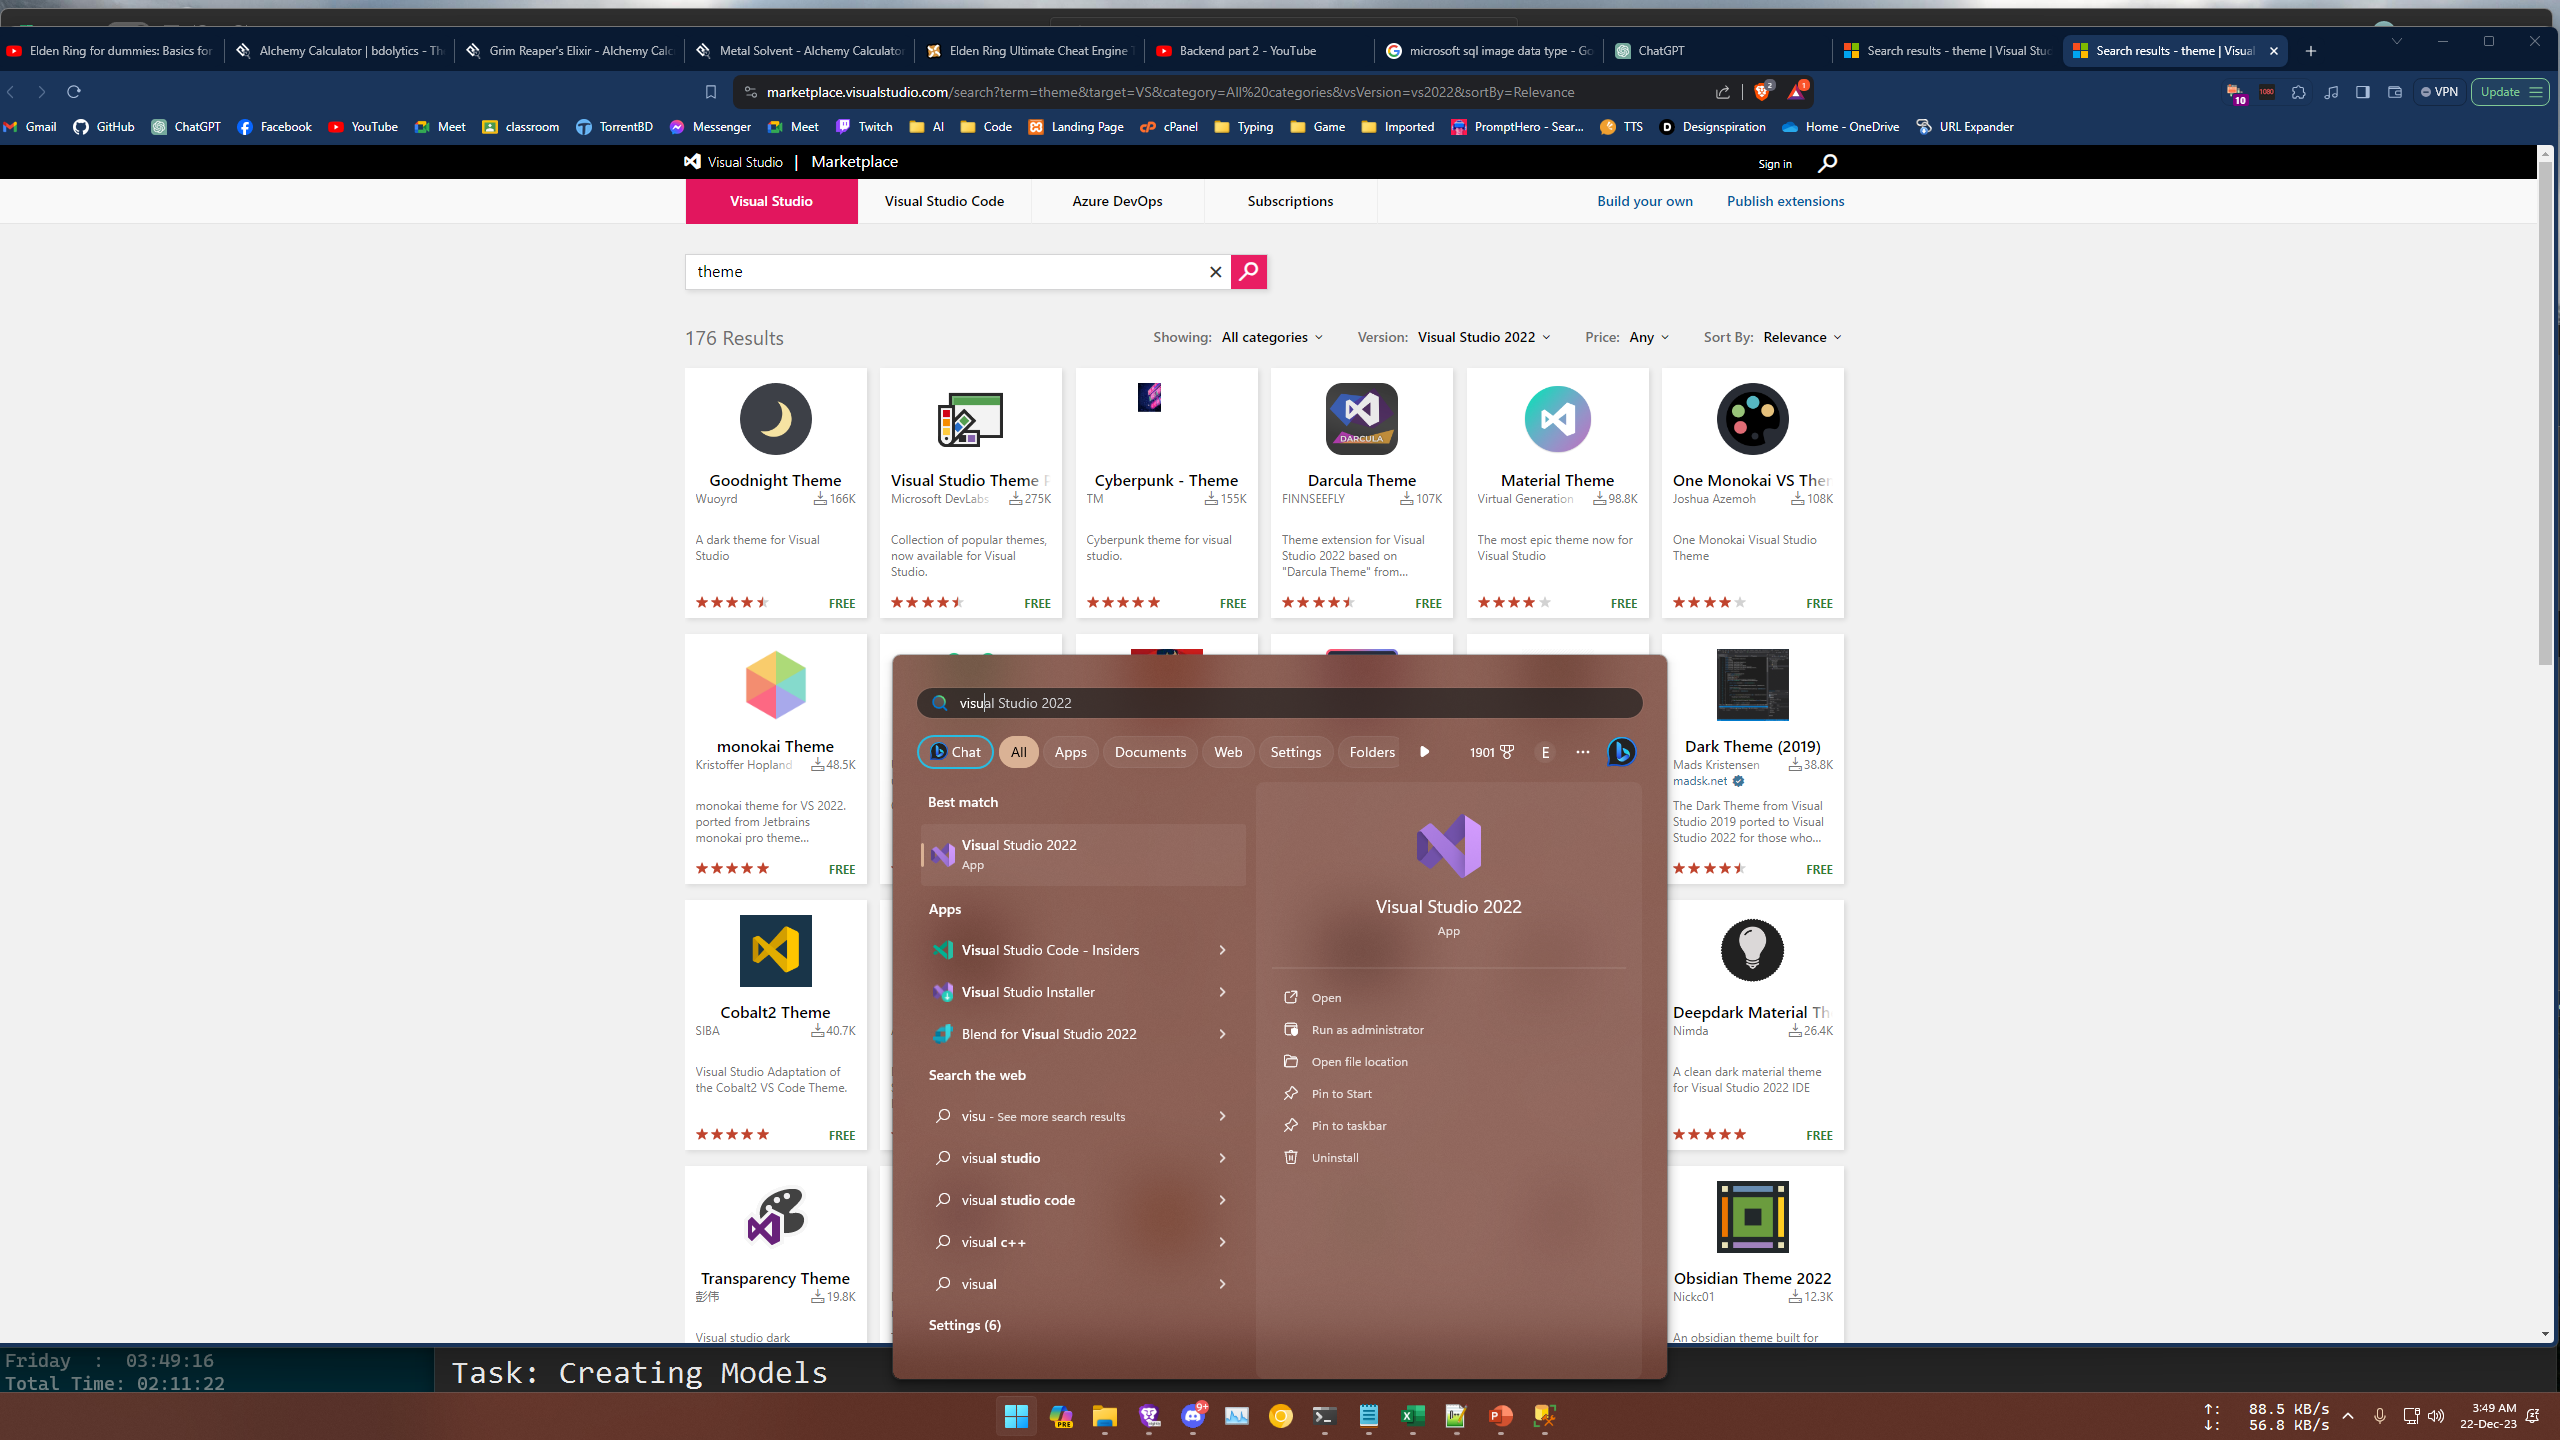 Elden Ring for dummies: Basics for
Alchemy Calculator | bdolytics - The
Grim Reaper's Elixir - Alchemy Calc
Metal Solvent - Alchemy Calculator
Elden Ring Ultimate Cheat Engine T
Backend part 2 - YouTube
microsoft sql image data type - Go
ChatGPT
Search results - theme | Visual Stud
Search results - theme | Visual
marketplace.visualstudio.com/search?term=theme&target=VS&category=All%20categories&vsVersion=vs2022&sortBy=Relevance
2
1
10
1080
VPN
Update
Gmail
GitHub
ChatGPT
Facebook
YouTube
Meet
classroom
TorrentBD
Messenger
Meet
Twitch
AI
Code
Landing Page
cPanel
Typing
Game
Imported
PromptHero - Sear...
TTS
Designspiration
Home - OneDrive
URL Expander
Visual Studio | Marketplace
Sign in
Visual Studio
Visual Studio Code
Azure DevOps
Subscriptions
Build your own
Publish extensions
theme
176 Results
Showing: All categories
Version: Visual Studio 2022
Price: Any
Sort By: Relevance
Goodnight Theme
Wuoyrd 166K
A dark theme for Visual
Studio
FREE
Visual Studio Theme P
Microsoft DevLabs 275K
Collection of popular themes,
now available for Visual
Studio.
FREE
Cyberpunk - Theme
TM 155K
Cyberpunk theme for visual
studio.
FREE
DARCULA
Darcula Theme
FINNSEEFLY 107K
Theme extension for Visual
Studio 2022 based on
"Darcula Theme" from...
FREE
Material Theme
Virtual Generation 98.8K
The most epic theme now for
Visual Studio
FREE
One Monokai VS Them
Joshua Azemoh 108K
One Monokai Visual Studio
Theme
FREE
monokai Theme
Kristoffer Hopland 48.5K
monokai theme for VS 2022.
ported from Jetbrains
monokai pro theme...
FREE
Dark Theme (2019)
Mads Kristensen 38.8K
madsk.net
The Dark Theme from Visual
Studio 2019 ported to Visual
Studio 2022 for those who...
FREE
Cobalt2 Theme
SIBA 40.7K
Visual Studio Adaptation of
the Cobalt2 VS Code Theme.
FREE
Deepdark Material Th
Nimda 26.4K
A clean dark material theme
for Visual Studio 2022 IDE
FREE
Transparency Theme
彭伟 19.8K
Visual studio dark
Obsidian Theme 2022
Nickc01 12.3K
An obsidian theme built for
visual Studio 2022
Chat
All
Apps
Documents
Web
Settings
Folders
1901
E
Best match
Visual Studio 2022
App
Apps
Visual Studio Code - Insiders
Visual Studio Installer
Blend for Visual Studio 2022
Search the web
visu - See more search results
visual studio
visual studio code
visual c++
visual
Settings (6)
Visual Studio 2022
App
Open
Run as administrator
Open file location
Pin to Start
Pin to taskbar
Uninstall
Friday : 03:49:16
Total Time: 02:11:22
Task: Creating Models
PRE
9+
↑: 88.5 KB/s
↓: 56.8 KB/s
3:49 AM
22-Dec-23